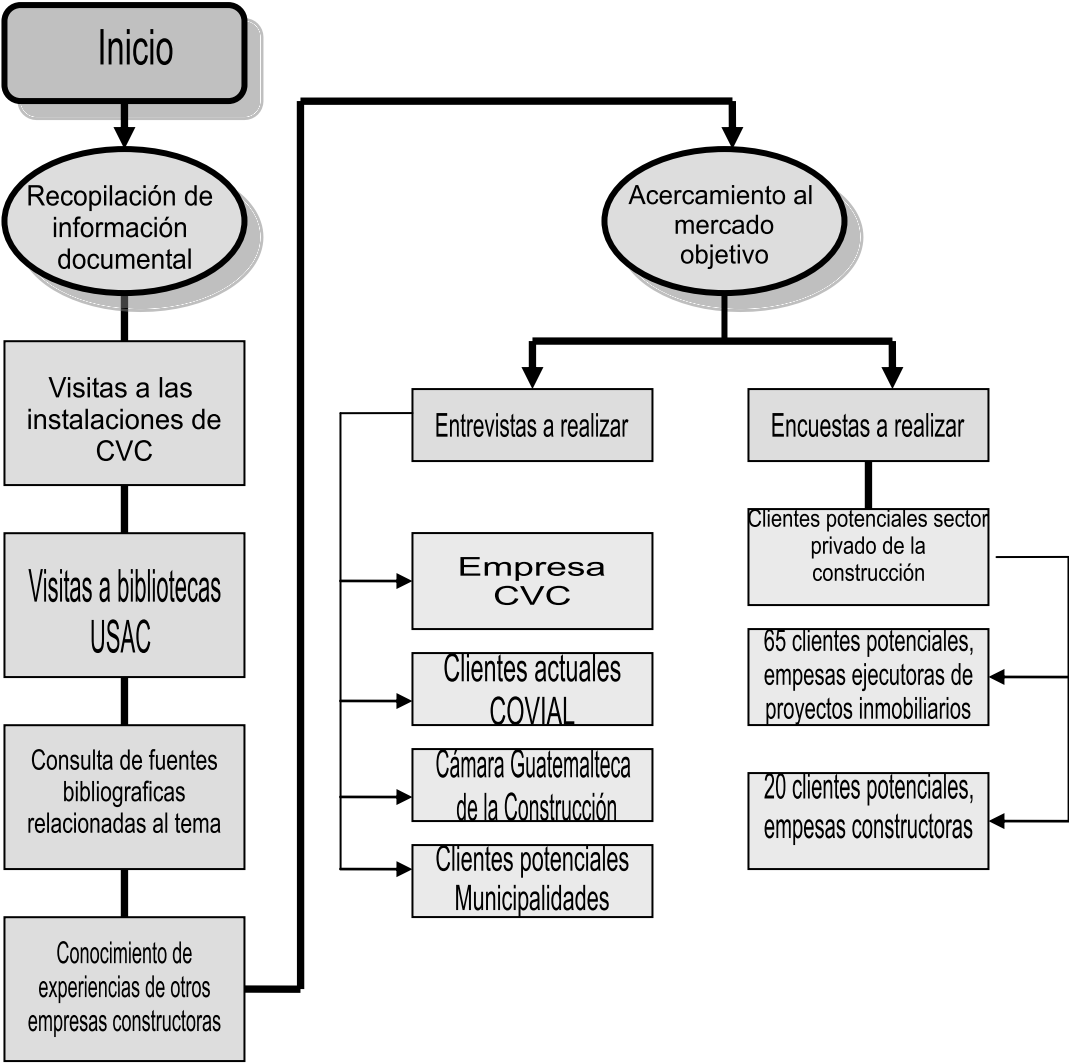 Inicio
Recopilación de
información
documental
Visitas a las
instalaciones de
CVC
Visitas a bibliotecas
USAC
Consulta de fuentes
bibliograficas
relacionadas al tema
Conocimiento de
experiencias de otros
empresas constructoras
Acercamiento al
mercado
objetivo
Entrevistas a realizar
Empresa
CVC
Clientes actuales
COVIAL
Cámara Guatemalteca
de la Construcción
Clientes potenciales
Municipalidades
Encuestas a realizar
Clientes potenciales sector
privado de la
construcción
65 clientes potenciales,
empesas ejecutoras de
proyectos inmobiliarios
20 clientes potenciales,
empesas constructoras